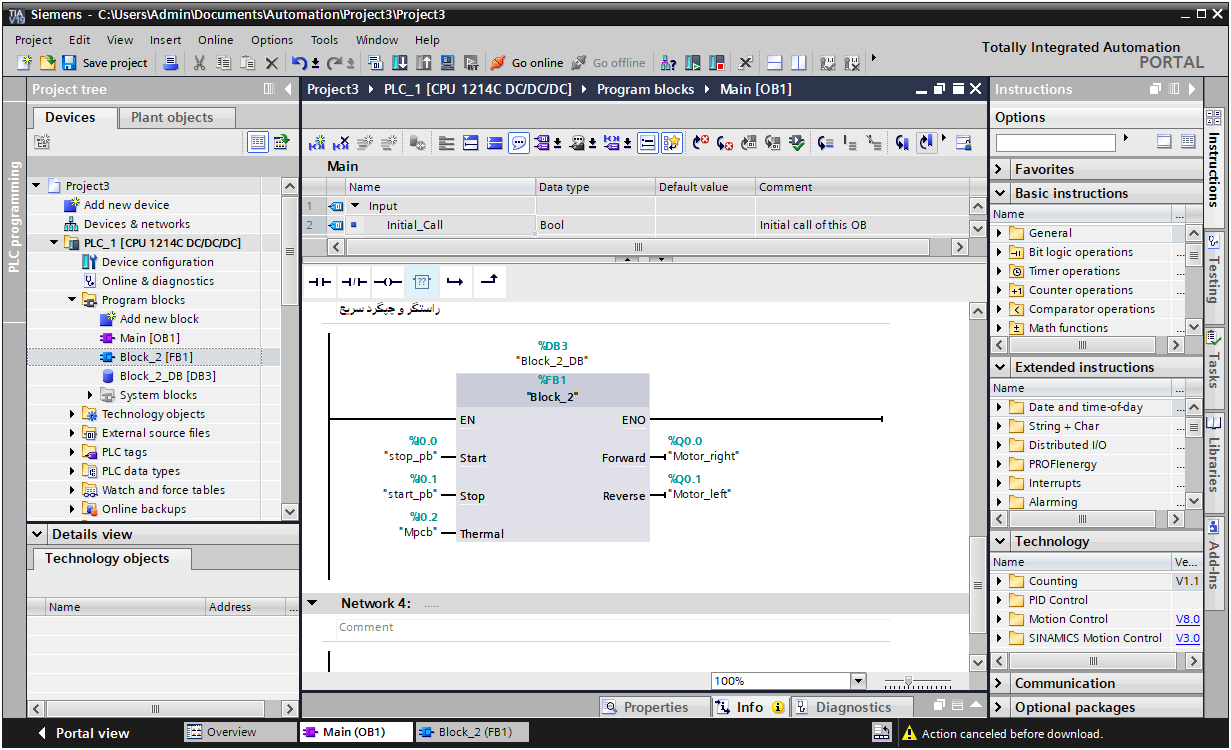 Siemens - C:\Users\Admin\Documents\Automation\Project3\Project3
Project Edit View Insert Online Options Tools Window Help
Save project Go online Go offline
Totally Integrated Automation
PORTAL
Project tree
Project3 PLC_1 [CPU 1214C DC/DC/DC] Program blocks Main [OB1]
Instructions
Devices
Plant objects
Options
Main
Name Data type Default value Comment
1 Input
2 Initial_Call Bool Initial call of this OB
PLC programming
Project3
Add new device
Devices & networks
PLC_1 [CPU 1214C DC/DC/DC]
Device configuration
Online & diagnostics
Program blocks
Add new block
Main [OB1]
Block_2 [FB1]
Block_2_DB [DB3]
System blocks
Technology objects
External source files
PLC tags
PLC data types
Watch and force tables
Online backups
Details view
Technology objects
Name Address ...
راستگر و چپگرد سریع
%DB3
"Block_2_DB"
%FB1
"Block_2"
EN ENO
%I0.0
"stop_pb" Start
Forward
%Q0.0
"Motor_right"
%I0.1
"start_pb" Stop
Reverse
%Q0.1
"Motor_left"
%I0.2
"Mpcb" Thermal
Network 4: .....
Comment
100%
Properties Info Diagnostics
Favorites
Basic instructions
Name ...
General
Bit logic operations
Timer operations
Counter operations
Comparator operations
Math functions
Extended instructions
Name ...
Date and time-of-day
String + Char
Distributed I/O
PROFIenergy
Interrupts
Alarming
Technology
Name Ve...
Counting V1.1
PID Control
Motion Control V8.0
SINAMICS Motion Control V3.0
Communication
Optional packages
Instructions
Testing
Tasks
Libraries
Add-Ins
Portal view Overview Main (OB1) Block_2 (FB1) Action canceled before download.